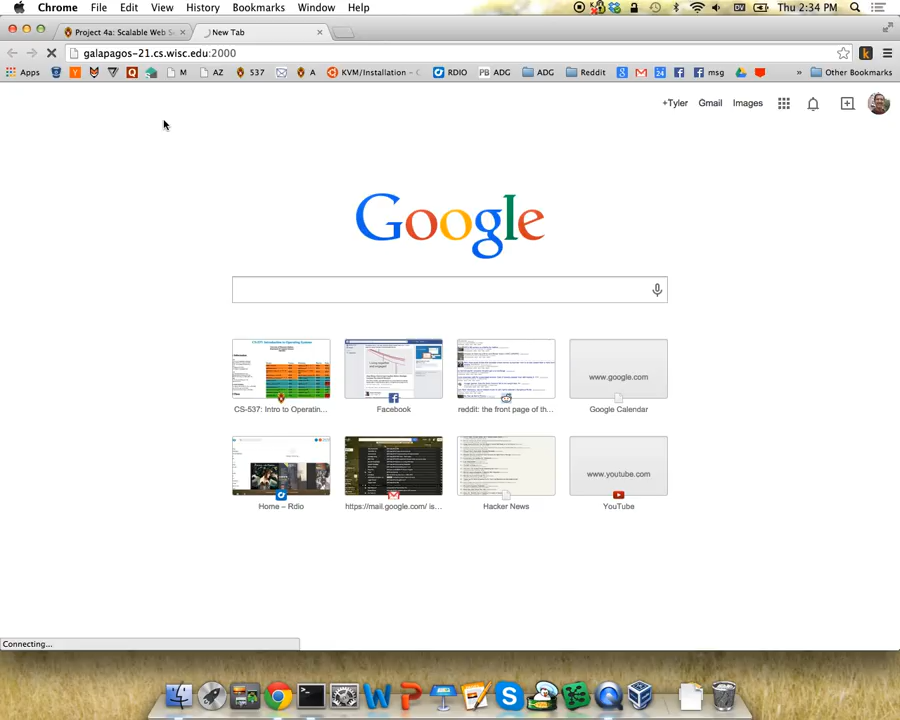 Chrome File Edit View History Bookmarks Window Help Thu 2:34 PM
Project 4a: Scalable Web S New Tab
galapagos-21.cs.wisc.edu:2000
Apps M AZ 537 A KVM/Installation - RDIO PB ADG ADG Reddit 24 msg » Other Bookmarks
+Tyler Gmail Images
Google
www.google.com
CS-537: Intro to Operatin... Facebook reddit: the front page of th... Google Calendar
www.youtube.com
Home – Rdio https://mail.google.com/ is... Hacker News YouTube
Connecting...